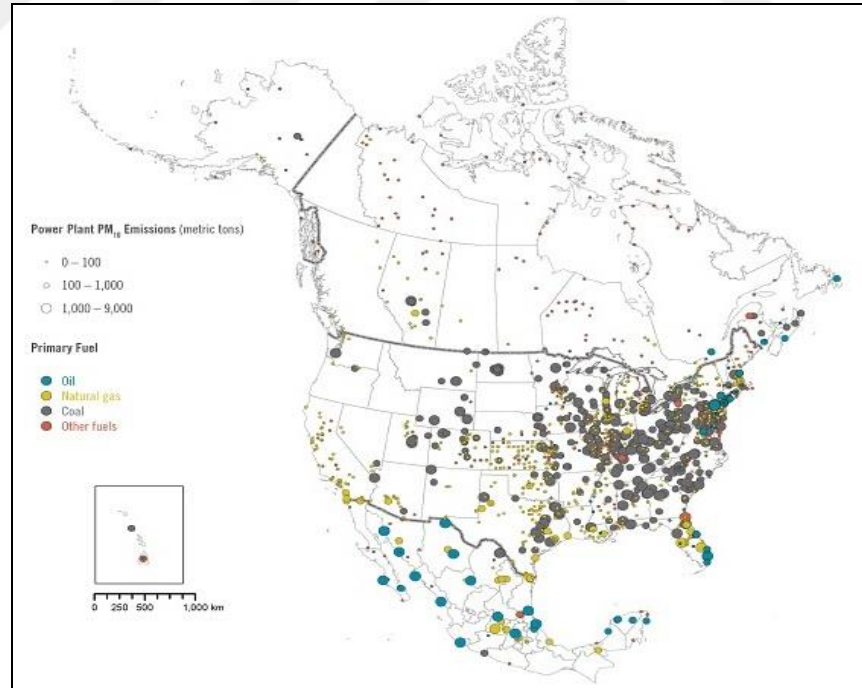 Power Plant PM10 Emissions (metric tons)
0 – 100
100 – 1,000
1,000 – 9,000
Primary Fuel
Oil
Natural gas
Coal
Other fuels
0 250 500 1,000 km